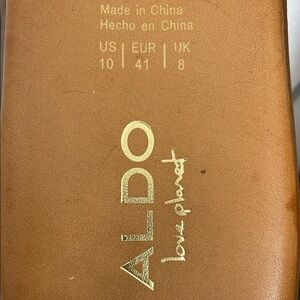 Made in China
Hecho en China
US | EUR | UK
10 | 41 | 8
ALDO
love planet